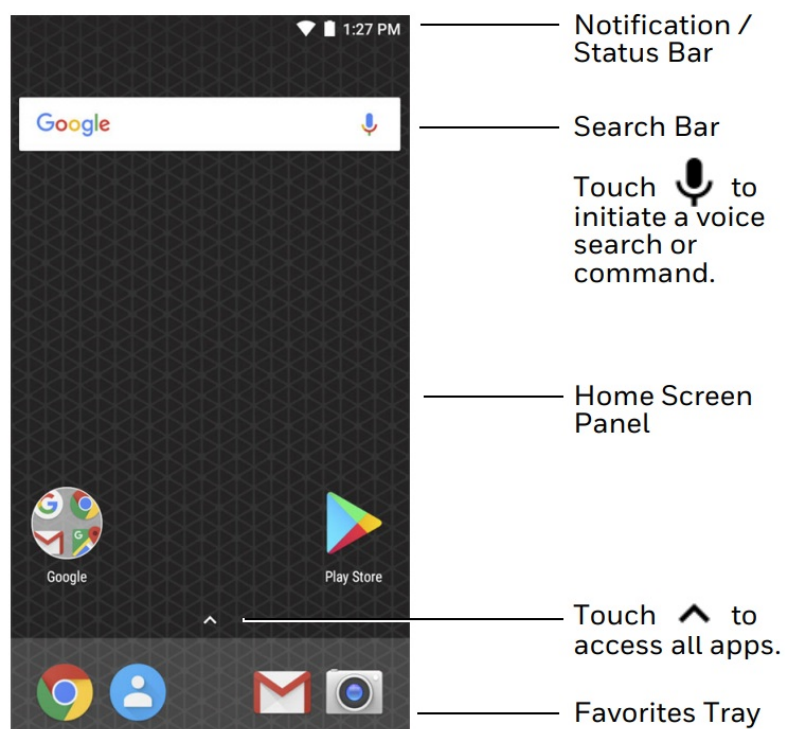 1:27 PM
Notification /
Status Bar
Google
Search Bar
Touch to
initiate a voice
search or
command.
Home Screen
Panel
Google
Play Store
Touch to
access all apps.
Favorites Tray